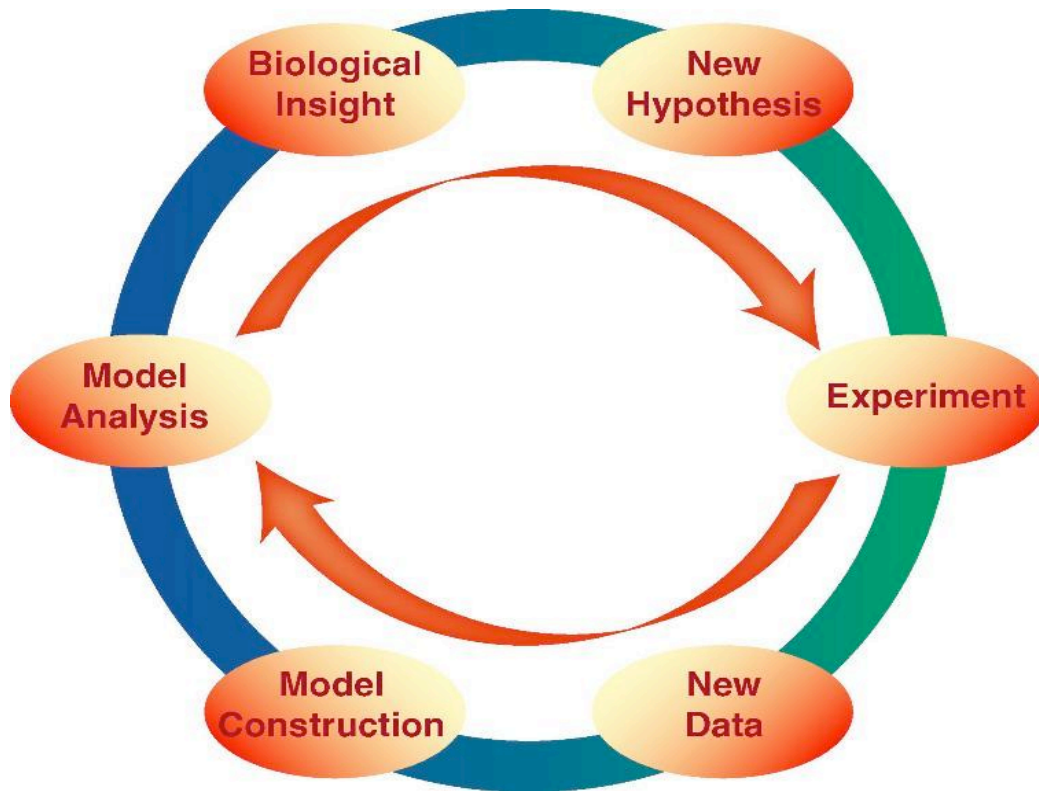 Biological
Insight
New
Hypothesis
Model
Analysis
Experiment
Model
Construction
New
Data